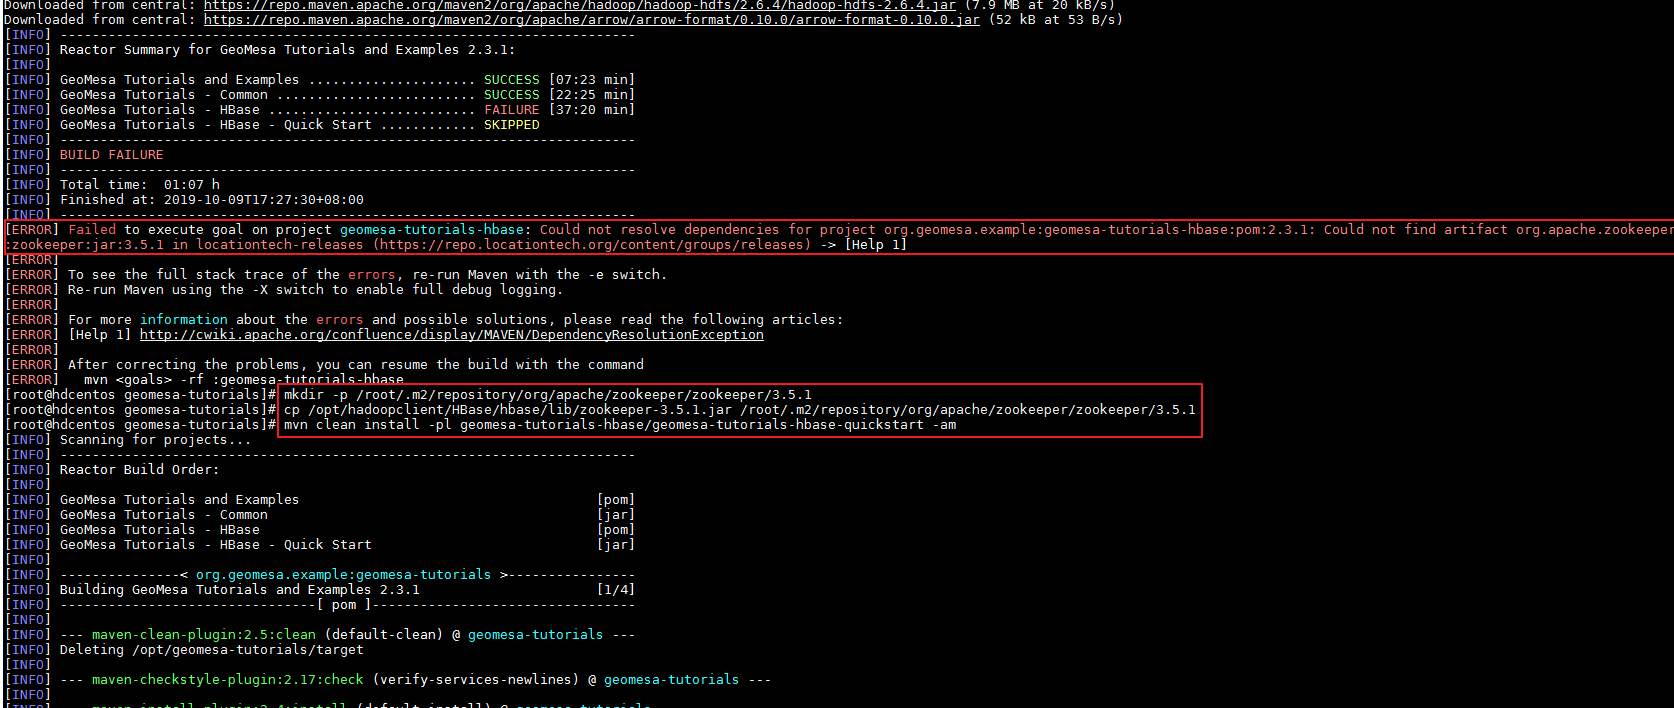 Downloaded from central: https://repo.maven.apache.org/maven2/org/apache/hadoop/hadoop-hdfs/2.6.4/hadoop-hdfs-2.6.4.jar (7.9 MB at 20 kB/s)
Downloaded from central: https://repo.maven.apache.org/maven2/org/apache/arrow/arrow-format/0.10.0/arrow-format-0.10.0.jar (52 kB at 53 B/s)
[INFO] ------------------------------------------------------------------------
[INFO] Reactor Summary for GeoMesa Tutorials and Examples 2.3.1:
[INFO]
[INFO] GeoMesa Tutorials and Examples ..................... SUCCESS [07:23 min]
[INFO] GeoMesa Tutorials - Common ......................... SUCCESS [22:25 min]
[INFO] GeoMesa Tutorials - HBase .......................... FAILURE [37:20 min]
[INFO] GeoMesa Tutorials - HBase - Quick Start ............ SKIPPED
[INFO] ------------------------------------------------------------------------
[INFO] BUILD FAILURE
[INFO] ------------------------------------------------------------------------
[INFO] Total time:  01:07 h
[INFO] Finished at: 2019-10-09T17:27:30+08:00
[INFO] ------------------------------------------------------------------------
[ERROR] Failed to execute goal on project geomesa-tutorials-hbase: Could not resolve dependencies for project org.geomesa.example:geomesa-tutorials-hbase:pom:2.3.1: Could not find artifact org.apache.zookeeper
:zookeeper:jar:3.5.1 in locationtech-releases (https://repo.locationtech.org/content/groups/releases) -> [Help 1]
[ERROR]
[ERROR] To see the full stack trace of the errors, re-run Maven with the -e switch.
[ERROR] Re-run Maven using the -X switch to enable full debug logging.
[ERROR]
[ERROR] For more information about the errors and possible solutions, please read the following articles:
[ERROR] [Help 1] http://cwiki.apache.org/confluence/display/MAVEN/DependencyResolutionException
[ERROR]
[ERROR] After correcting the problems, you can resume the build with the command
[ERROR]   mvn <goals> -rf :geomesa-tutorials-hbase
[root@hdcentos geomesa-tutorials]# mkdir -p /root/.m2/repository/org/apache/zookeeper/zookeeper/3.5.1
[root@hdcentos geomesa-tutorials]# cp /opt/hadoopclient/HBase/hbase/lib/zookeeper-3.5.1.jar /root/.m2/repository/org/apache/zookeeper/zookeeper/3.5.1
[root@hdcentos geomesa-tutorials]# mvn clean install -pl geomesa-tutorials-hbase/geomesa-tutorials-hbase-quickstart -am
[INFO] Scanning for projects...
[INFO] ------------------------------------------------------------------------
[INFO] Reactor Build Order:
[INFO]
[INFO] GeoMesa Tutorials and Examples                                     [pom]
[INFO] GeoMesa Tutorials - Common                                         [jar]
[INFO] GeoMesa Tutorials - HBase                                          [pom]
[INFO] GeoMesa Tutorials - HBase - Quick Start                            [jar]
[INFO]
[INFO] ---------------< org.geomesa.example:geomesa-tutorials >----------------
[INFO] Building GeoMesa Tutorials and Examples 2.3.1                      [1/4]
[INFO] --------------------------------[ pom ]---------------------------------
[INFO]
[INFO] --- maven-clean-plugin:2.5:clean (default-clean) @ geomesa-tutorials ---
[INFO] Deleting /opt/geomesa-tutorials/target
[INFO]
[INFO] --- maven-checkstyle-plugin:2.17:check (verify-services-newlines) @ geomesa-tutorials ---
[INFO]
[INFO] --- maven-install-plugin:2.4:install (default-install) @ geomesa-tutorials